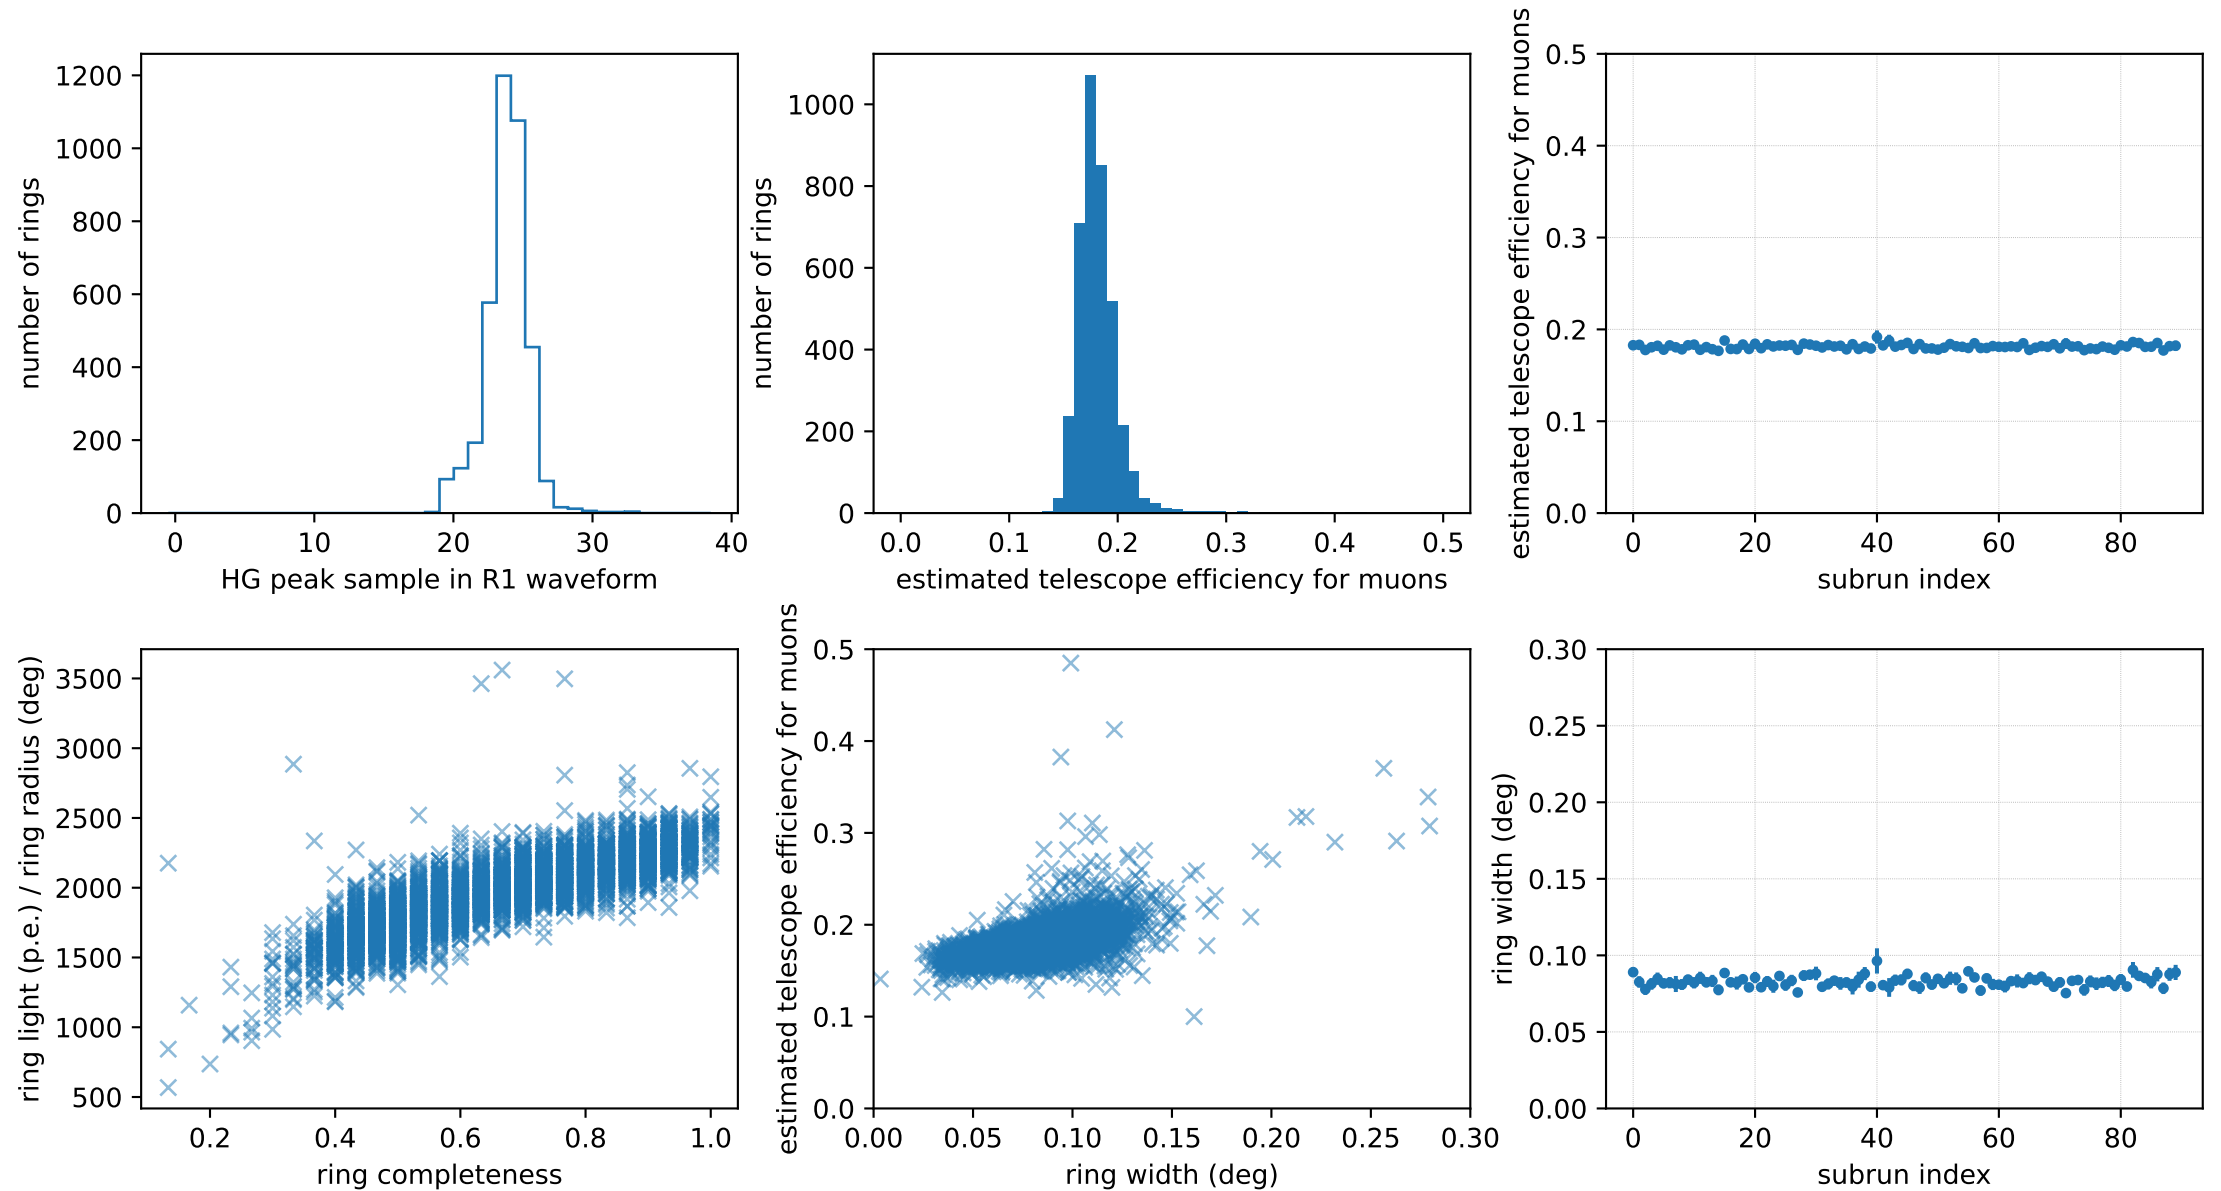 number of rings
1200
1000
800
600
400
200
0
0 10 20 30 40
HG peak sample in R1 waveform
number of rings
1000
800
600
400
200
0
0.0 0.1 0.2 0.3 0.4 0.5
estimated telescope efficiency for muons
estimated telescope efficiency for muons
0.5
0.4
0.3
0.2
0.1
0.0
0 20 40 60 80
subrun index
ring light (p.e.) / ring radius (deg)
3500
3000
2500
2000
1500
1000
500
0.2 0.4 0.6 0.8 1.0
ring completeness
estimated telescope efficiency for muons
0.5
0.4
0.3
0.2
0.1
0.0
0.00 0.05 0.10 0.15 0.20 0.25 0.30
ring width (deg)
ring width (deg)
0.30
0.25
0.20
0.15
0.10
0.05
0.00
0 20 40 60 80
subrun index